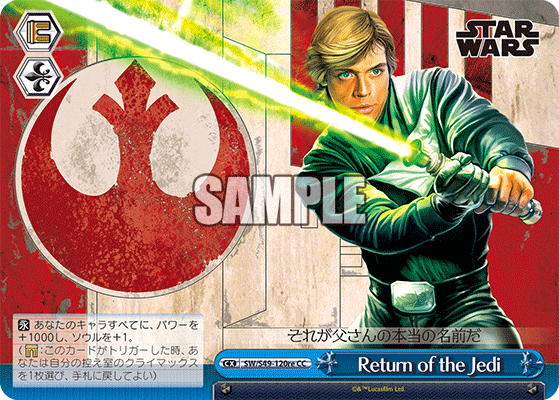 STAR
WARS
SAMPLE
それが父さんの本当の名前だ
永 あなたのキャラすべてに、パワーを
+1000し、ソウルを+1。
(:このカードがトリガーした時、あ
なたは自分の控え室のクライマックス
を1枚選び、手札に戻してよい)
CX SW/S49-120re CC
Return of the Jedi
©&™Lucasfilm Ltd.